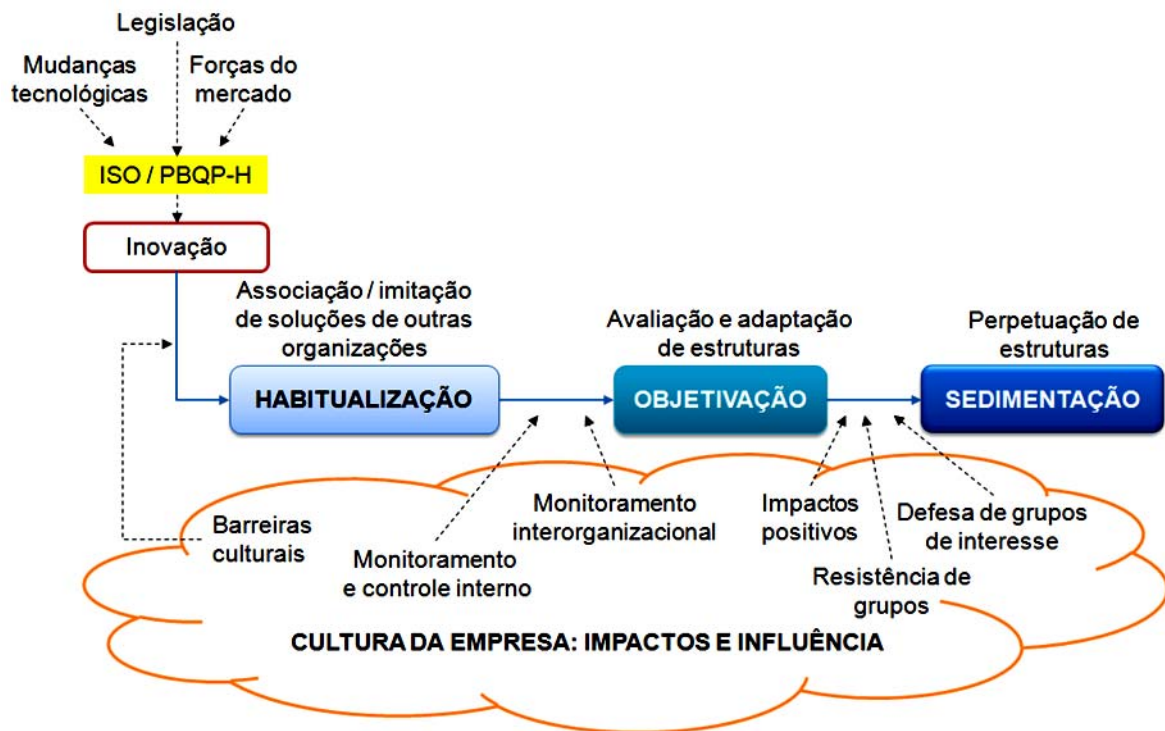 Legislação
Mudanças
tecnológicas
Forças do
mercado
ISO / PBQP-H
Inovação
Associação / imitação
de soluções de outras
organizações
HABITUALIZAÇÃO
Avaliação e adaptação
de estruturas
OBJETIVAÇÃO
Perpetuação de
estruturas
SEDIMENTAÇÃO
Barreiras
culturais
Monitoramento
e controle interno
Monitoramento
interorganizacional
Impactos
positivos
Resistência de
grupos
Defesa de grupos
de interesse
CULTURA DA EMPRESA: IMPACTOS E INFLUÊNCIA